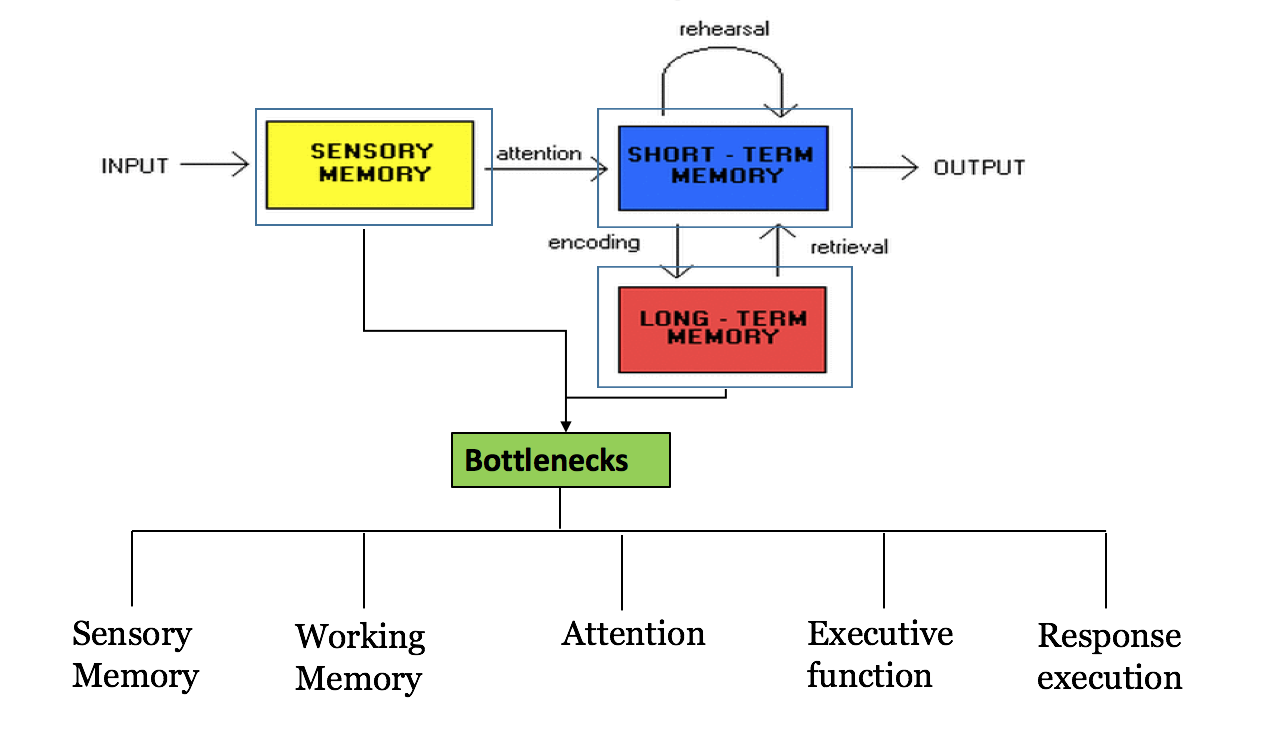 rehearsal
INPUT
SENSORY
MEMORY
attention
SHORT - TERM
MEMORY
OUTPUT
encoding
retrieval
LONG - TERM
MEMORY
Bottlenecks
Sensory
Memory
Working
Memory
Attention
Executive
function
Response
execution